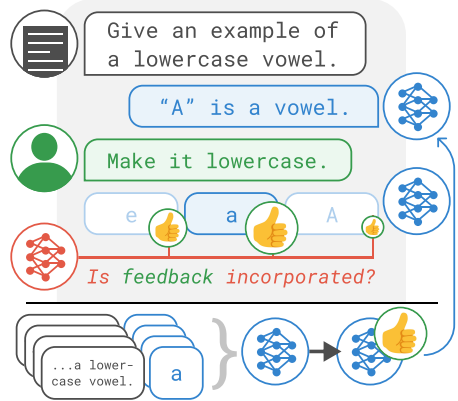 Give an example of
a lowercase vowel.
“A” is a vowel.
Make it lowercase.
e a A
Is feedback incorporated?
...a lower-
case vowel.
a